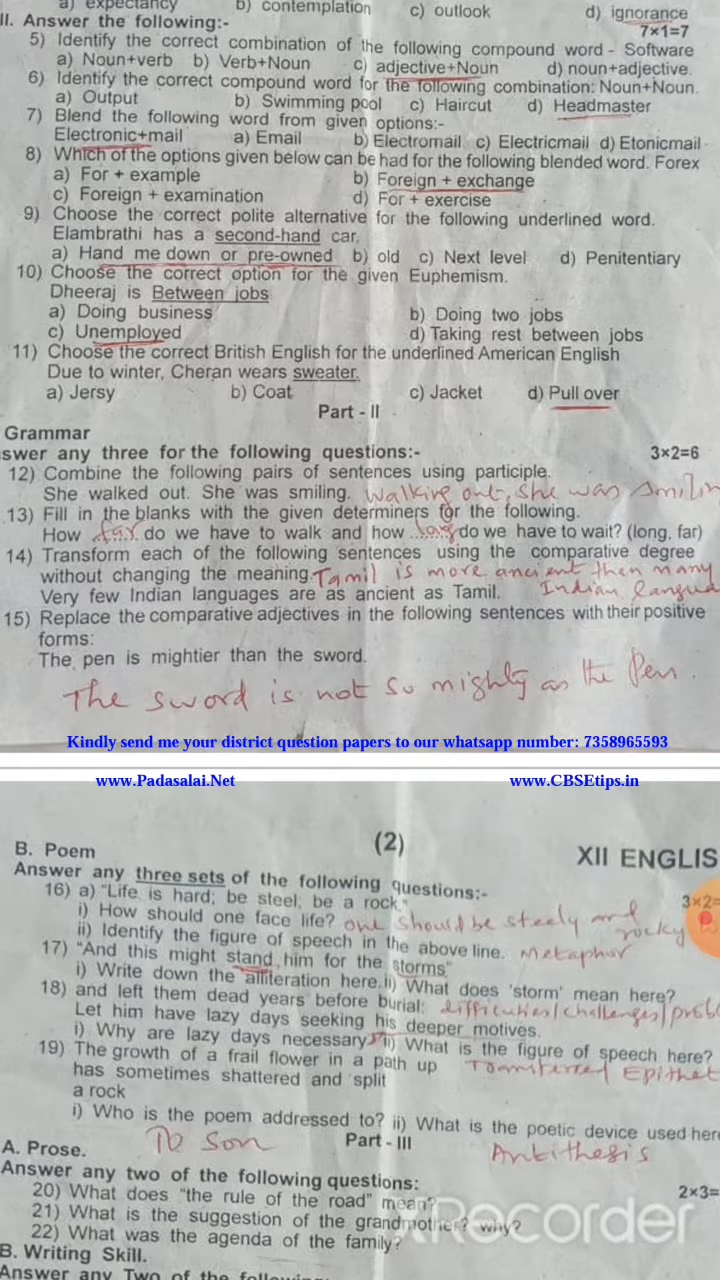 a) expectancy b) contemplation c) outlook d) ignorance
II. Answer the following:- 7×1=7
5) Identify the correct combination of the following compound word - Software
a) Noun+verb b) Verb+Noun c) adjective+Noun d) noun+adjective.
6) Identify the correct compound word for the following combination: Noun+Noun.
a) Output b) Swimming pool c) Haircut d) Headmaster
7) Blend the following word from given options:-
Electronic+mail a) Email b) Electromail c) Electricmail d) Etonicmail
8) Which of the options given below can be had for the following blended word. Forex
a) For + example b) Foreign + exchange
c) Foreign + examination d) For + exercise
9) Choose the correct polite alternative for the following underlined word.
Elambrathi has a second-hand car.
a) Hand me down or pre-owned b) old c) Next level d) Penitentiary
10) Choose the correct option for the given Euphemism.
Dheeraj is Between jobs
a) Doing business b) Doing two jobs
c) Unemployed d) Taking rest between jobs
11) Choose the correct British English for the underlined American English
Due to winter, Cheran wears sweater.
a) Jersy b) Coat c) Jacket d) Pull over
Part - II
Grammar
swer any three for the following questions:- 3×2=6
12) Combine the following pairs of sentences using participle.
She walked out. She was smiling. Walking out, she was smilin
13) Fill in the blanks with the given determiners for the following.
How ..far.. do we have to walk and how ..long.. do we have to wait? (long, far)
14) Transform each of the following sentences using the comparative degree
without changing the meaning. Tamil is more ancient then many
Very few Indian languages are as ancient as Tamil. Indian langua
15) Replace the comparative adjectives in the following sentences with their positive
forms:
The pen is mightier than the sword.
The sword is not so mighty as the Pen.
Kindly send me your district question papers to our whatsapp number: 7358965593
www.Padasalai.Net www.CBSEtips.in
B. Poem (2) XII ENGLIS
Answer any three sets of the following questions:- 3×2=
16) a) "Life is hard; be steel; be a rock."
i) How should one face life? one should be steely and rocky
ii) Identify the figure of speech in the above line. Metaphor
17) "And this might stand him for the storms"
i) Write down the alliteration here. ii) What does 'storm' mean here?
18) and left them dead years before burial: difficulties/challenges/probl
Let him have lazy days seeking his deeper motives.
i) Why are lazy days necessary? ii) What is the figure of speech here?
19) The growth of a frail flower in a path up Transferred Epithet
has sometimes shattered and split
a rock
i) Who is the poem addressed to? ii) What is the poetic device used here
To son Part - III Antithesis
A. Prose.
Answer any two of the following questions: 2×3=
20) What does "the rule of the road" mean?
21) What is the suggestion of the grandmother? why?
22) What was the agenda of the family?
XRecorder
B. Writing Skill.
Answer any Two of the